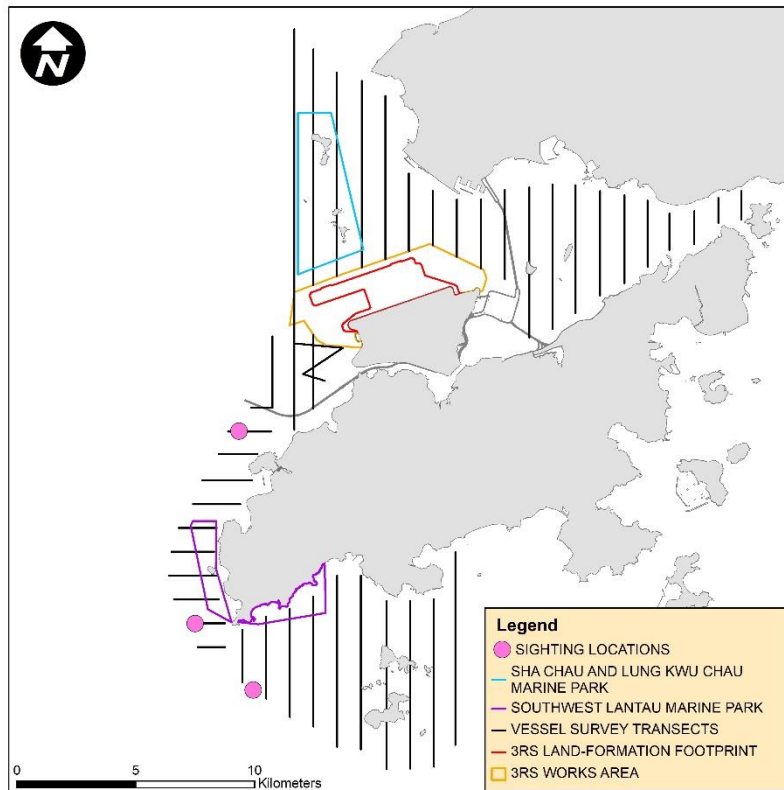 N
Legend
SIGHTING LOCATIONS
SHA CHAU AND LUNG KWU CHAU
MARINE PARK
SOUTHWEST LANTAU MARINE PARK
VESSEL SURVEY TRANSECTS
3RS LAND-FORMATION FOOTPRINT
3RS WORKS AREA
0 5 10
Kilometers